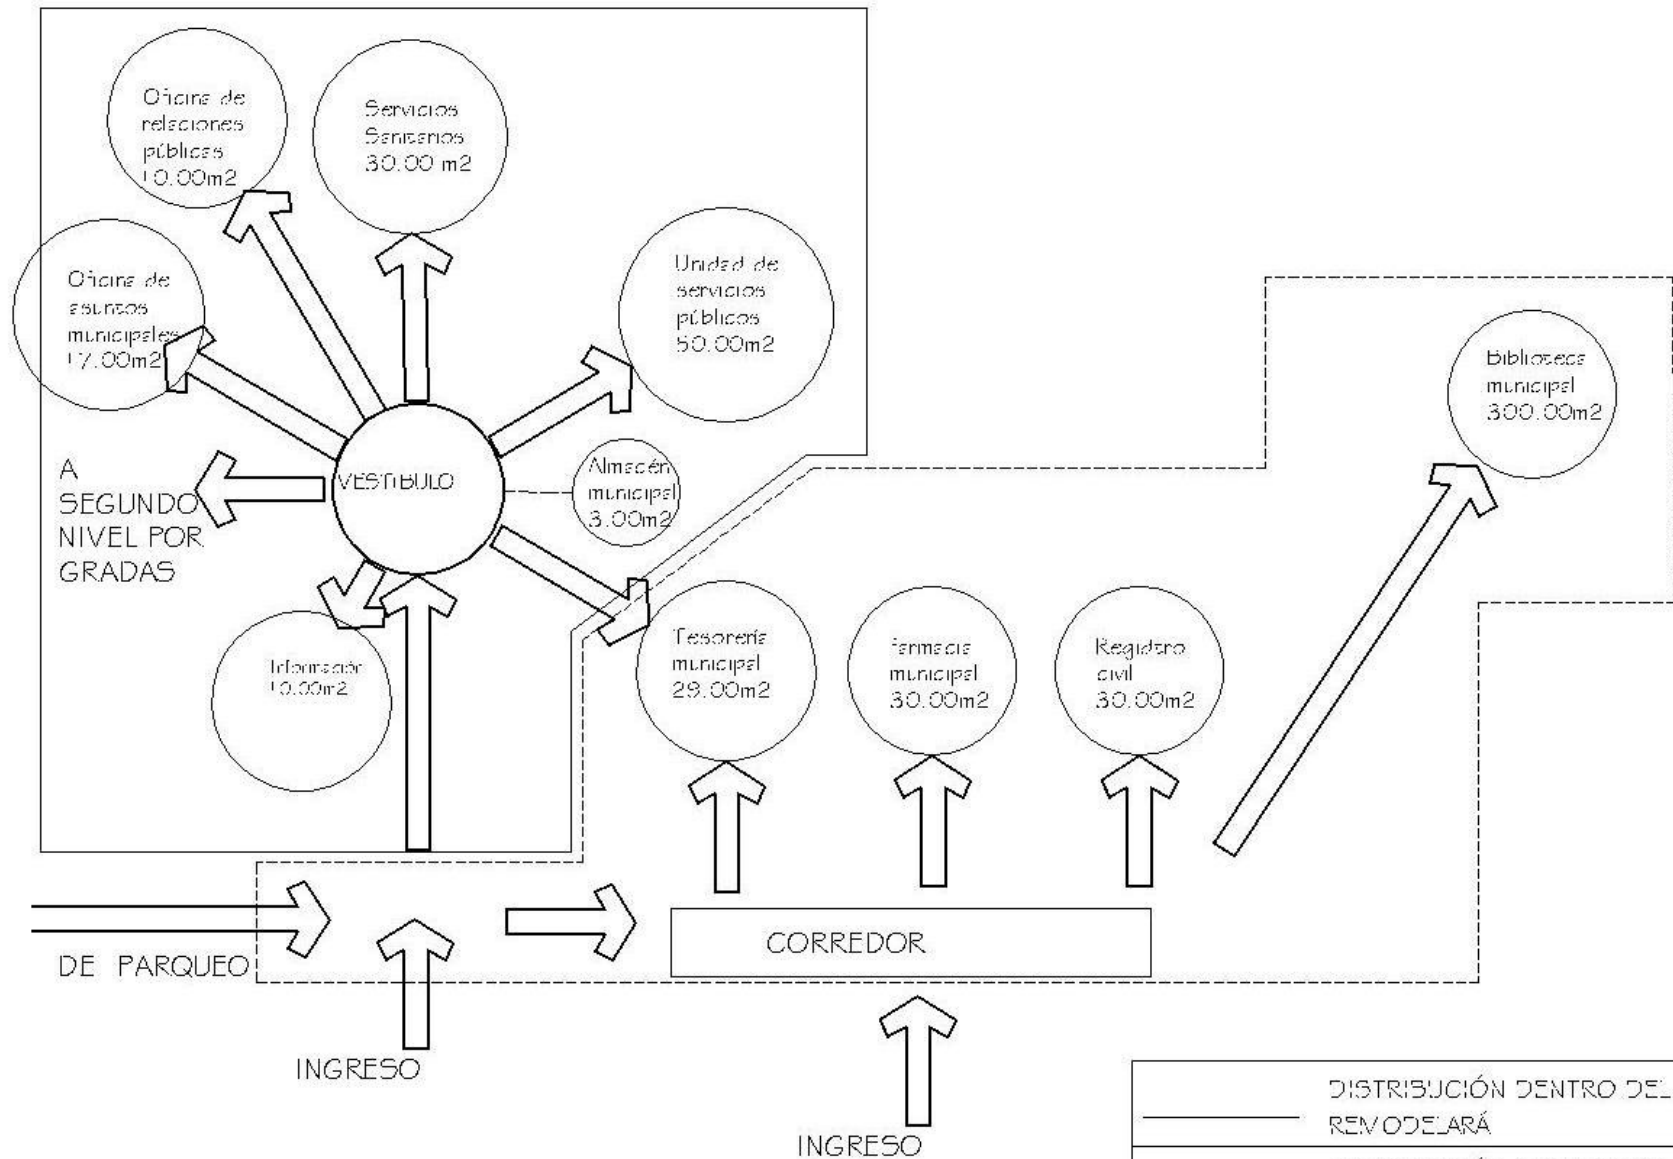 Oficina de
relaciones
públicas
10.00m2
Servicios
Sanitarios
30.00 m2
Oficina de
asuntos
municipales
17.00m2
Unidad de
servicios
públicos
50.00m2
Biblioteca
municipal
300.00m2
A
SEGUNDO
NIVEL POR
GRADAS
VESTIBULO
Almacén
municipal
3.00m2
Información
10.00m2
Tesorería
municipal
29.00m2
farmacia
municipal
30.00m2
Registro
civil
30.00m2
DE PARQUEO
CORREDOR
INGRESO
INGRESO
DISTRIBUCIÓN DENTRO DEL
REMODELARÁ